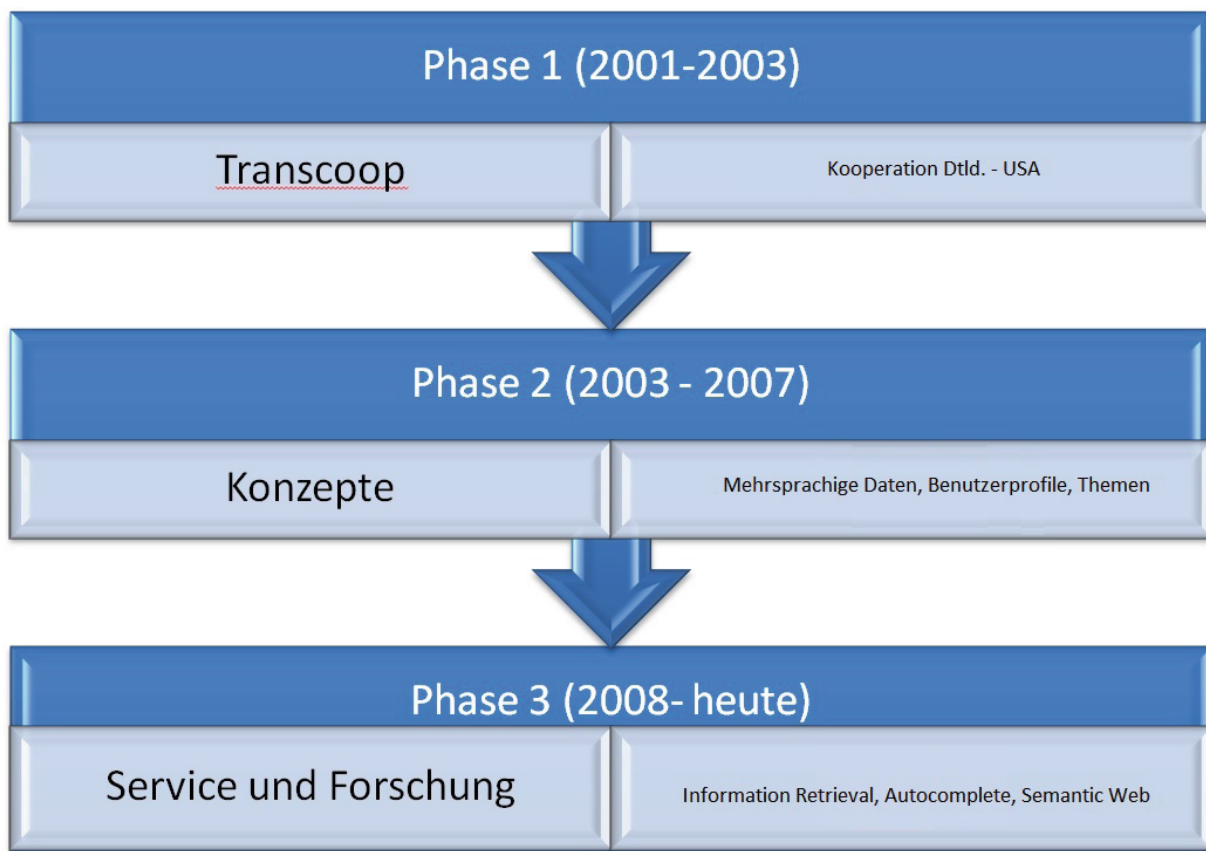 Phase 1 (2001-2003)
Transcoop
Kooperation Dtld. - USA
Phase 2 (2003 - 2007)
Konzepte
Mehrsprachige Daten, Benutzerprofile, Themen
Phase 3 (2008- heute)
Service und Forschung
Information Retrieval, Autocomplete, Semantic Web